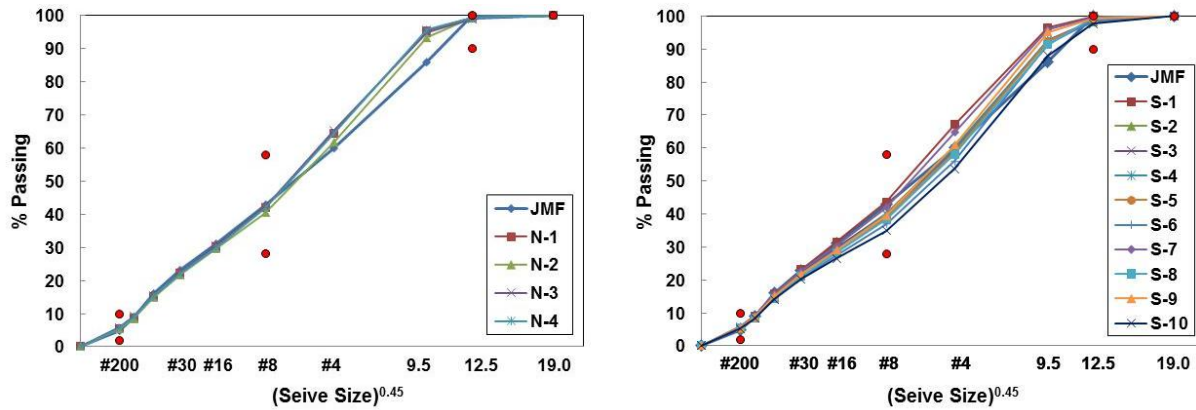 100
90
80
70
60
50
40
30
20
10
0
% Passing
#200 #30 #16 #8 #4 9.5 12.5 19.0
(Seive Size)0.45
JMF
N-1
N-2
N-3
N-4
100
90
80
70
60
50
40
30
20
10
0
% Passing
#200 #30 #16 #8 #4 9.5 12.5 19.0
(Seive Size)0.45
JMF
S-1
S-2
S-3
S-4
S-5
S-6
S-7
S-8
S-9
S-10